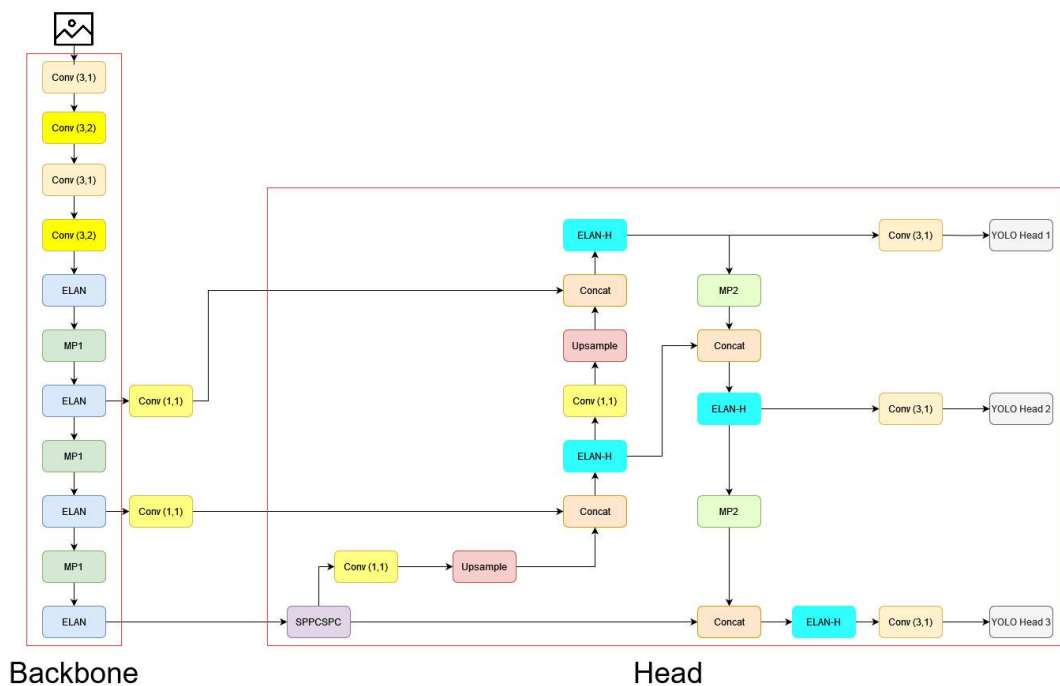 Conv (3,1)
Conv (3,2)
Conv (3,1)
Conv (3,2)
ELAN
MP1
ELAN
Conv (1,1)
MP1
ELAN
Conv (1,1)
MP1
ELAN
Backbone
ELAN-H
Conv (3,1)
YOLO Head 1
Concat
MP2
Upsample
Concat
Conv (1,1)
ELAN-H
Conv (3,1)
YOLO Head 2
ELAN-H
Concat
MP2
Conv (1,1)
Upsample
SPPCSPC
Concat
ELAN-H
Conv (3,1)
YOLO Head 3
Head